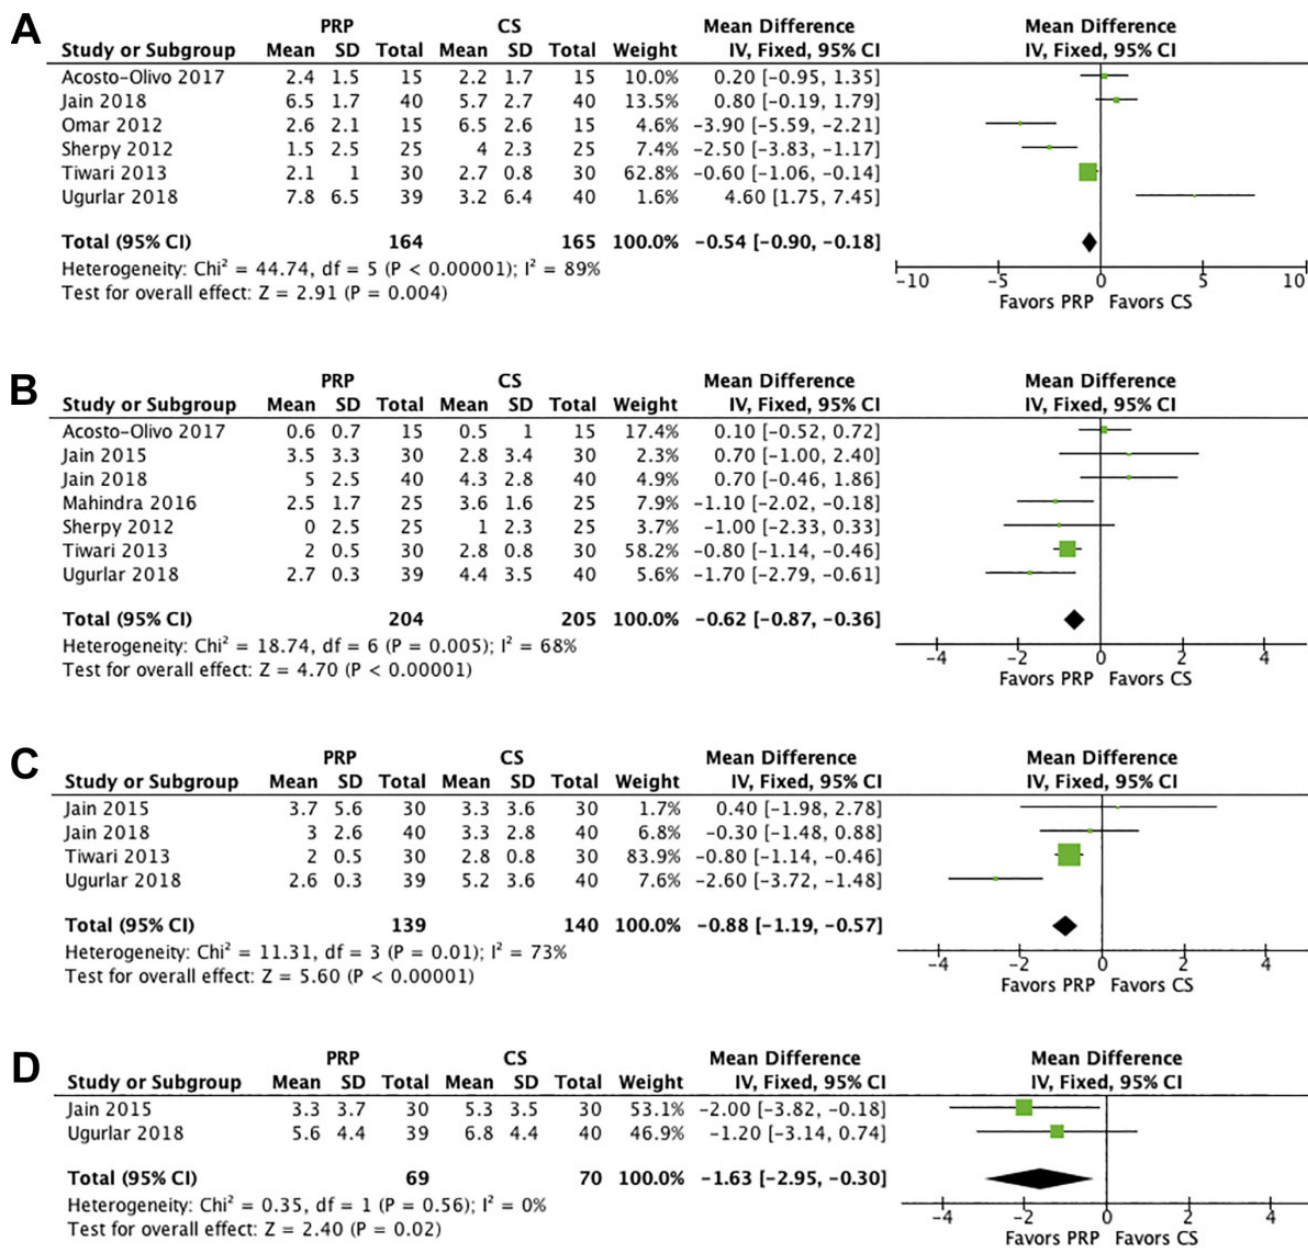 A
PRP CS Mean Difference Mean Difference
Study or Subgroup Mean SD Total Mean SD Total Weight IV, Fixed, 95% CI IV, Fixed, 95% CI
Acosto-Olivo 2017 2.4 1.5 15 2.2 1.7 15 10.0% 0.20 [-0.95, 1.35]
Jain 2018 6.5 1.7 40 5.7 2.7 40 13.5% 0.80 [-0.19, 1.79]
Omar 2012 2.6 2.1 15 6.5 2.6 15 4.6% -3.90 [-5.59, -2.21]
Sherpy 2012 1.5 2.5 25 4 2.3 25 7.4% -2.50 [-3.83, -1.17]
Tiwari 2013 2.1 1 30 2.7 0.8 30 62.8% -0.60 [-1.06, -0.14]
Ugurlar 2018 7.8 6.5 39 3.2 6.4 40 1.6% 4.60 [1.75, 7.45]
Total (95% CI) 164 165 100.0% -0.54 [-0.90, -0.18]
Heterogeneity: Chi² = 44.74, df = 5 (P < 0.00001); I² = 89%
Test for overall effect: Z = 2.91 (P = 0.004)
-10 -5 0 5 10
Favors PRP Favors CS
B
PRP CS Mean Difference Mean Difference
Study or Subgroup Mean SD Total Mean SD Total Weight IV, Fixed, 95% CI IV, Fixed, 95% CI
Acosto-Olivo 2017 0.6 0.7 15 0.5 1 15 17.4% 0.10 [-0.52, 0.72]
Jain 2015 3.5 3.3 30 2.8 3.4 30 2.3% 0.70 [-1.00, 2.40]
Jain 2018 5 2.5 40 4.3 2.8 40 4.9% 0.70 [-0.46, 1.86]
Mahindra 2016 2.5 1.7 25 3.6 1.6 25 7.9% -1.10 [-2.02, -0.18]
Sherpy 2012 0 2.5 25 1 2.3 25 3.7% -1.00 [-2.33, 0.33]
Tiwari 2013 2 0.5 30 2.8 0.8 30 58.2% -0.80 [-1.14, -0.46]
Ugurlar 2018 2.7 0.3 39 4.4 3.5 40 5.6% -1.70 [-2.79, -0.61]
Total (95% CI) 204 205 100.0% -0.62 [-0.87, -0.36]
Heterogeneity: Chi² = 18.74, df = 6 (P = 0.005); I² = 68%
Test for overall effect: Z = 4.70 (P < 0.00001)
-4 -2 0 2 4
Favors PRP Favors CS
C
PRP CS Mean Difference Mean Difference
Study or Subgroup Mean SD Total Mean SD Total Weight IV, Fixed, 95% CI IV, Fixed, 95% CI
Jain 2015 3.7 5.6 30 3.3 3.6 30 1.7% 0.40 [-1.98, 2.78]
Jain 2018 3 2.6 40 3.3 2.8 40 6.8% -0.30 [-1.48, 0.88]
Tiwari 2013 2 0.5 30 2.8 0.8 30 83.9% -0.80 [-1.14, -0.46]
Ugurlar 2018 2.6 0.3 39 5.2 3.6 40 7.6% -2.60 [-3.72, -1.48]
Total (95% CI) 139 140 100.0% -0.88 [-1.19, -0.57]
Heterogeneity: Chi² = 11.31, df = 3 (P = 0.01); I² = 73%
Test for overall effect: Z = 5.60 (P < 0.00001)
-4 -2 0 2 4
Favors PRP Favors CS
D
PRP CS Mean Difference Mean Difference
Study or Subgroup Mean SD Total Mean SD Total Weight IV, Fixed, 95% CI IV, Fixed, 95% CI
Jain 2015 3.3 3.7 30 5.3 3.5 30 53.1% -2.00 [-3.82, -0.18]
Ugurlar 2018 5.6 4.4 39 6.8 4.4 40 46.9% -1.20 [-3.14, 0.74]
Total (95% CI) 69 70 100.0% -1.63 [-2.95, -0.30]
Heterogeneity: Chi² = 0.35, df = 1 (P = 0.56); I² = 0%
Test for overall effect: Z = 2.40 (P = 0.02)
-4 -2 0 2 4
Favors PRP Favors CS